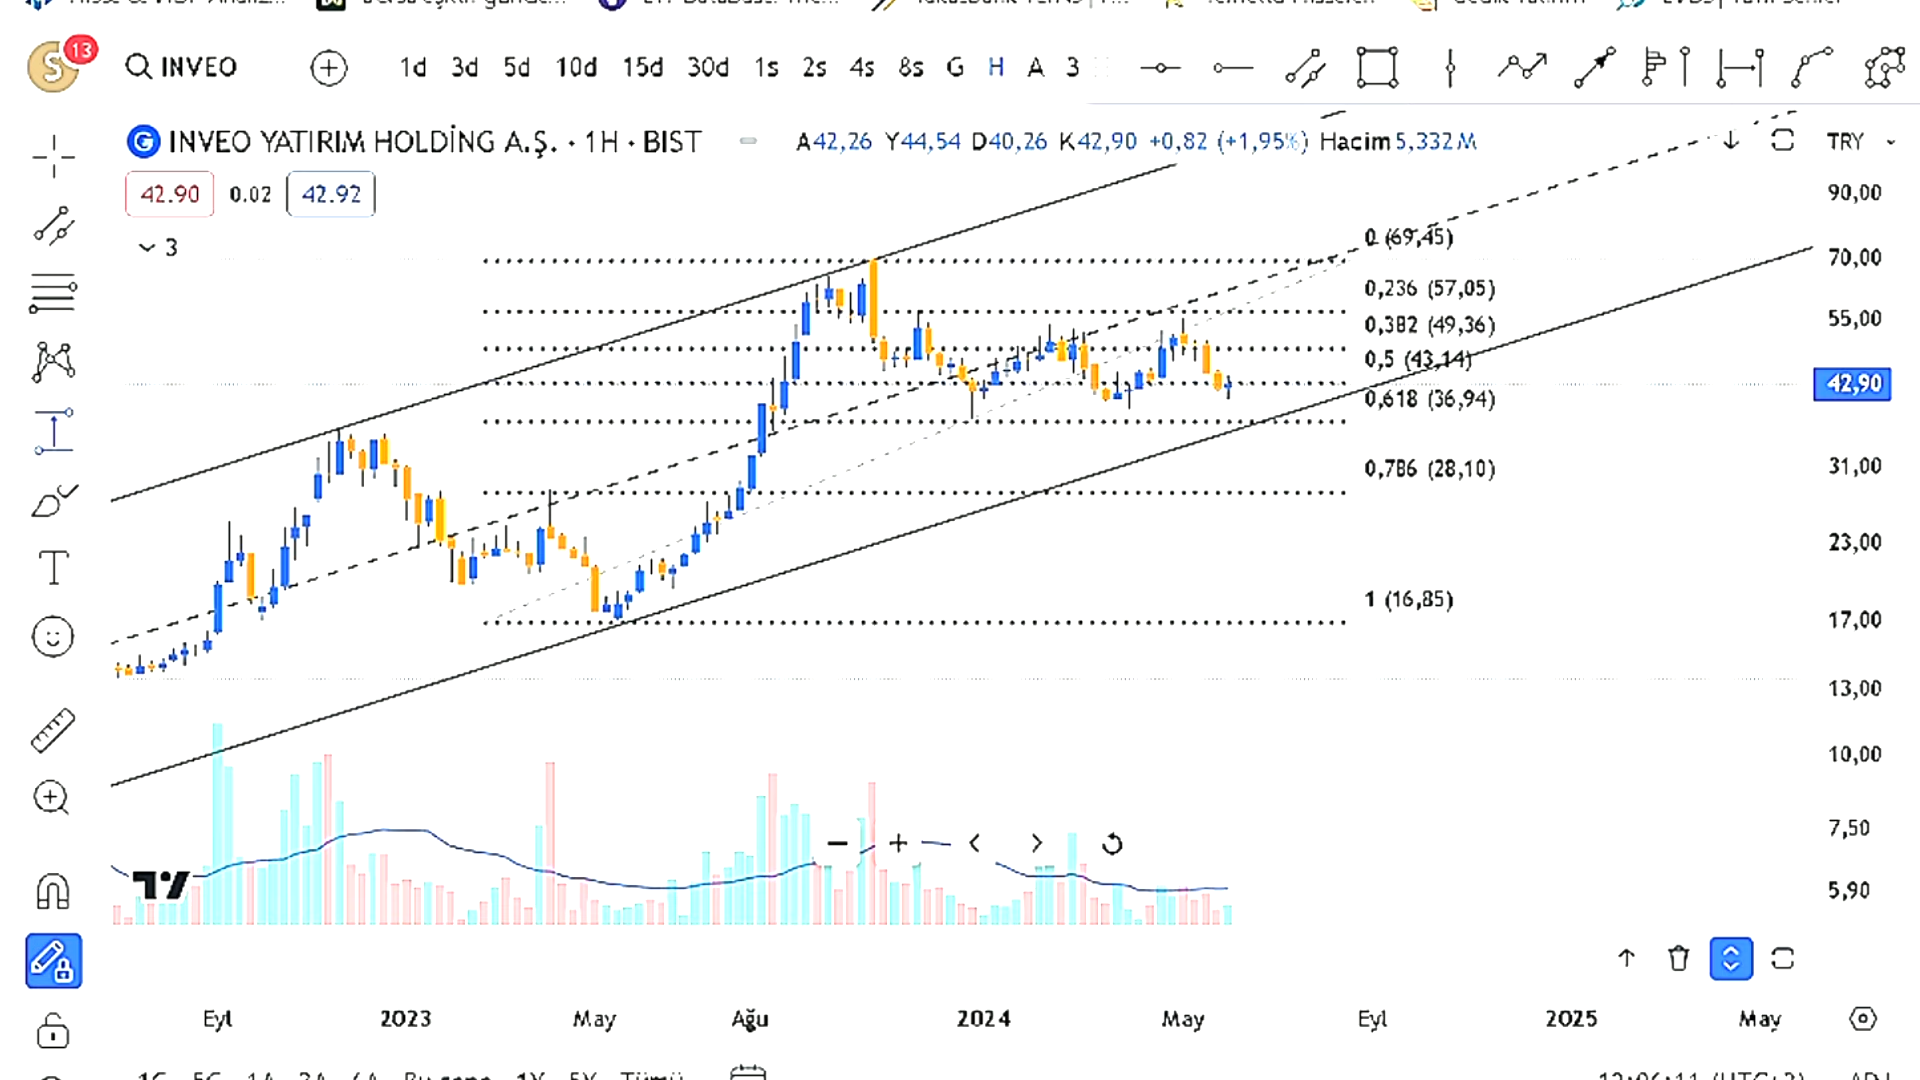 13
INVEO
1d 3d 5d 10d 15d 30d 1s 2s 4s 8s G H A 3
INVEO YATIRIM HOLDİNG A.Ş. · 1H · BIST
A42,26 Y44,54 D40,26 K42,90 +0,82 (+1,95%) Hacim 5,332M
TRY
42.90 0.02 42.92
3
90,00
0 (69,45)
70,00
0,236 (57,05)
0,382 (49,36)
55,00
0,5 (43,14)
42,90
0,618 (36,94)
0,786 (28,10)
31,00
23,00
1 (16,85)
17,00
13,00
10,00
7,50
5,90
Eyl 2023 May Ağu 2024 May Eyl 2025 May